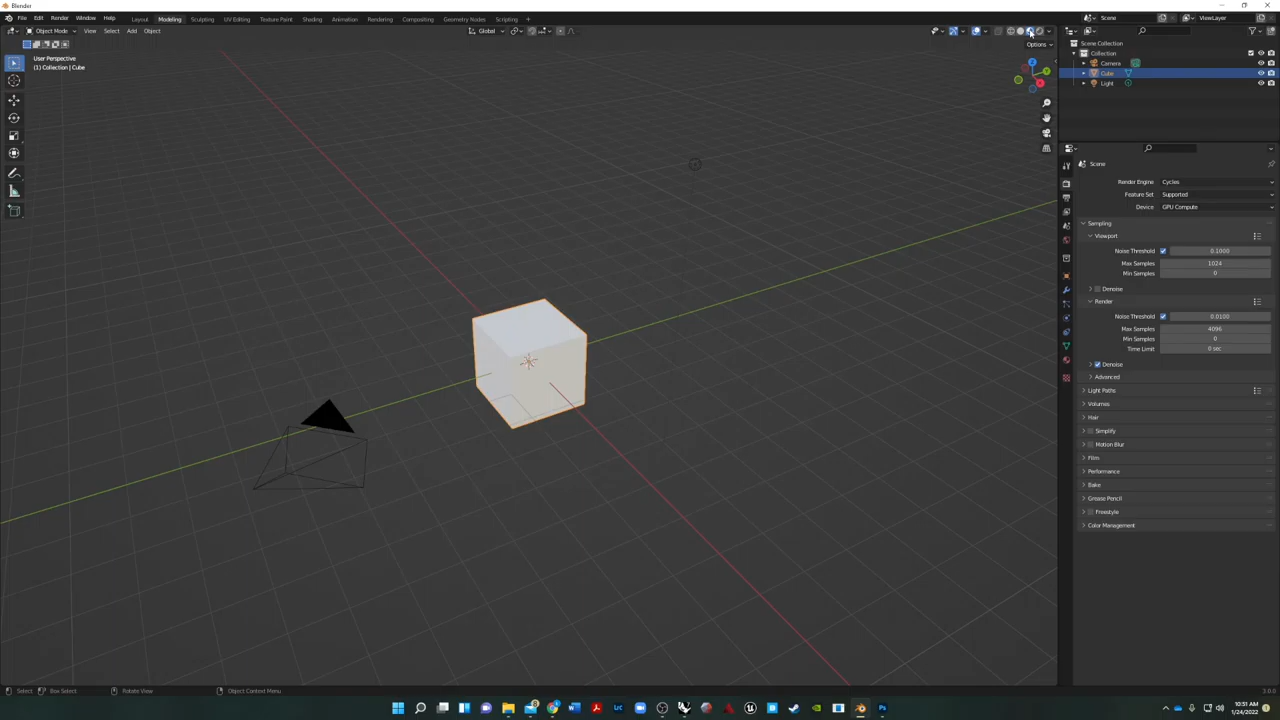 Blender
File Edit Render Window Help Layout Modeling Sculpting UV Editing Texture Paint Shading Animation Rendering Compositing Geometry Nodes Scripting + Scene ViewLayer
Object Mode View Select Add Object Global
Options
User Perspective
(1) Collection | Cube
Scene Collection
Collection
Camera
Cube
Light
Scene
Render Engine Cycles
Feature Set Supported
Device GPU Compute
Sampling
Viewport
Noise Threshold 0.1000
Max Samples 1024
Min Samples 0
Denoise
Render
Noise Threshold 0.0100
Max Samples 4096
Min Samples 0
Time Limit 0 sec
Denoise
Advanced
Light Paths
Volumes
Hair
Simplify
Motion Blur
Film
Performance
Bake
Grease Pencil
Freestyle
Color Management
Select Box Select Rotate View Object Context Menu 3.0.0
10:51 AM
1/24/2022